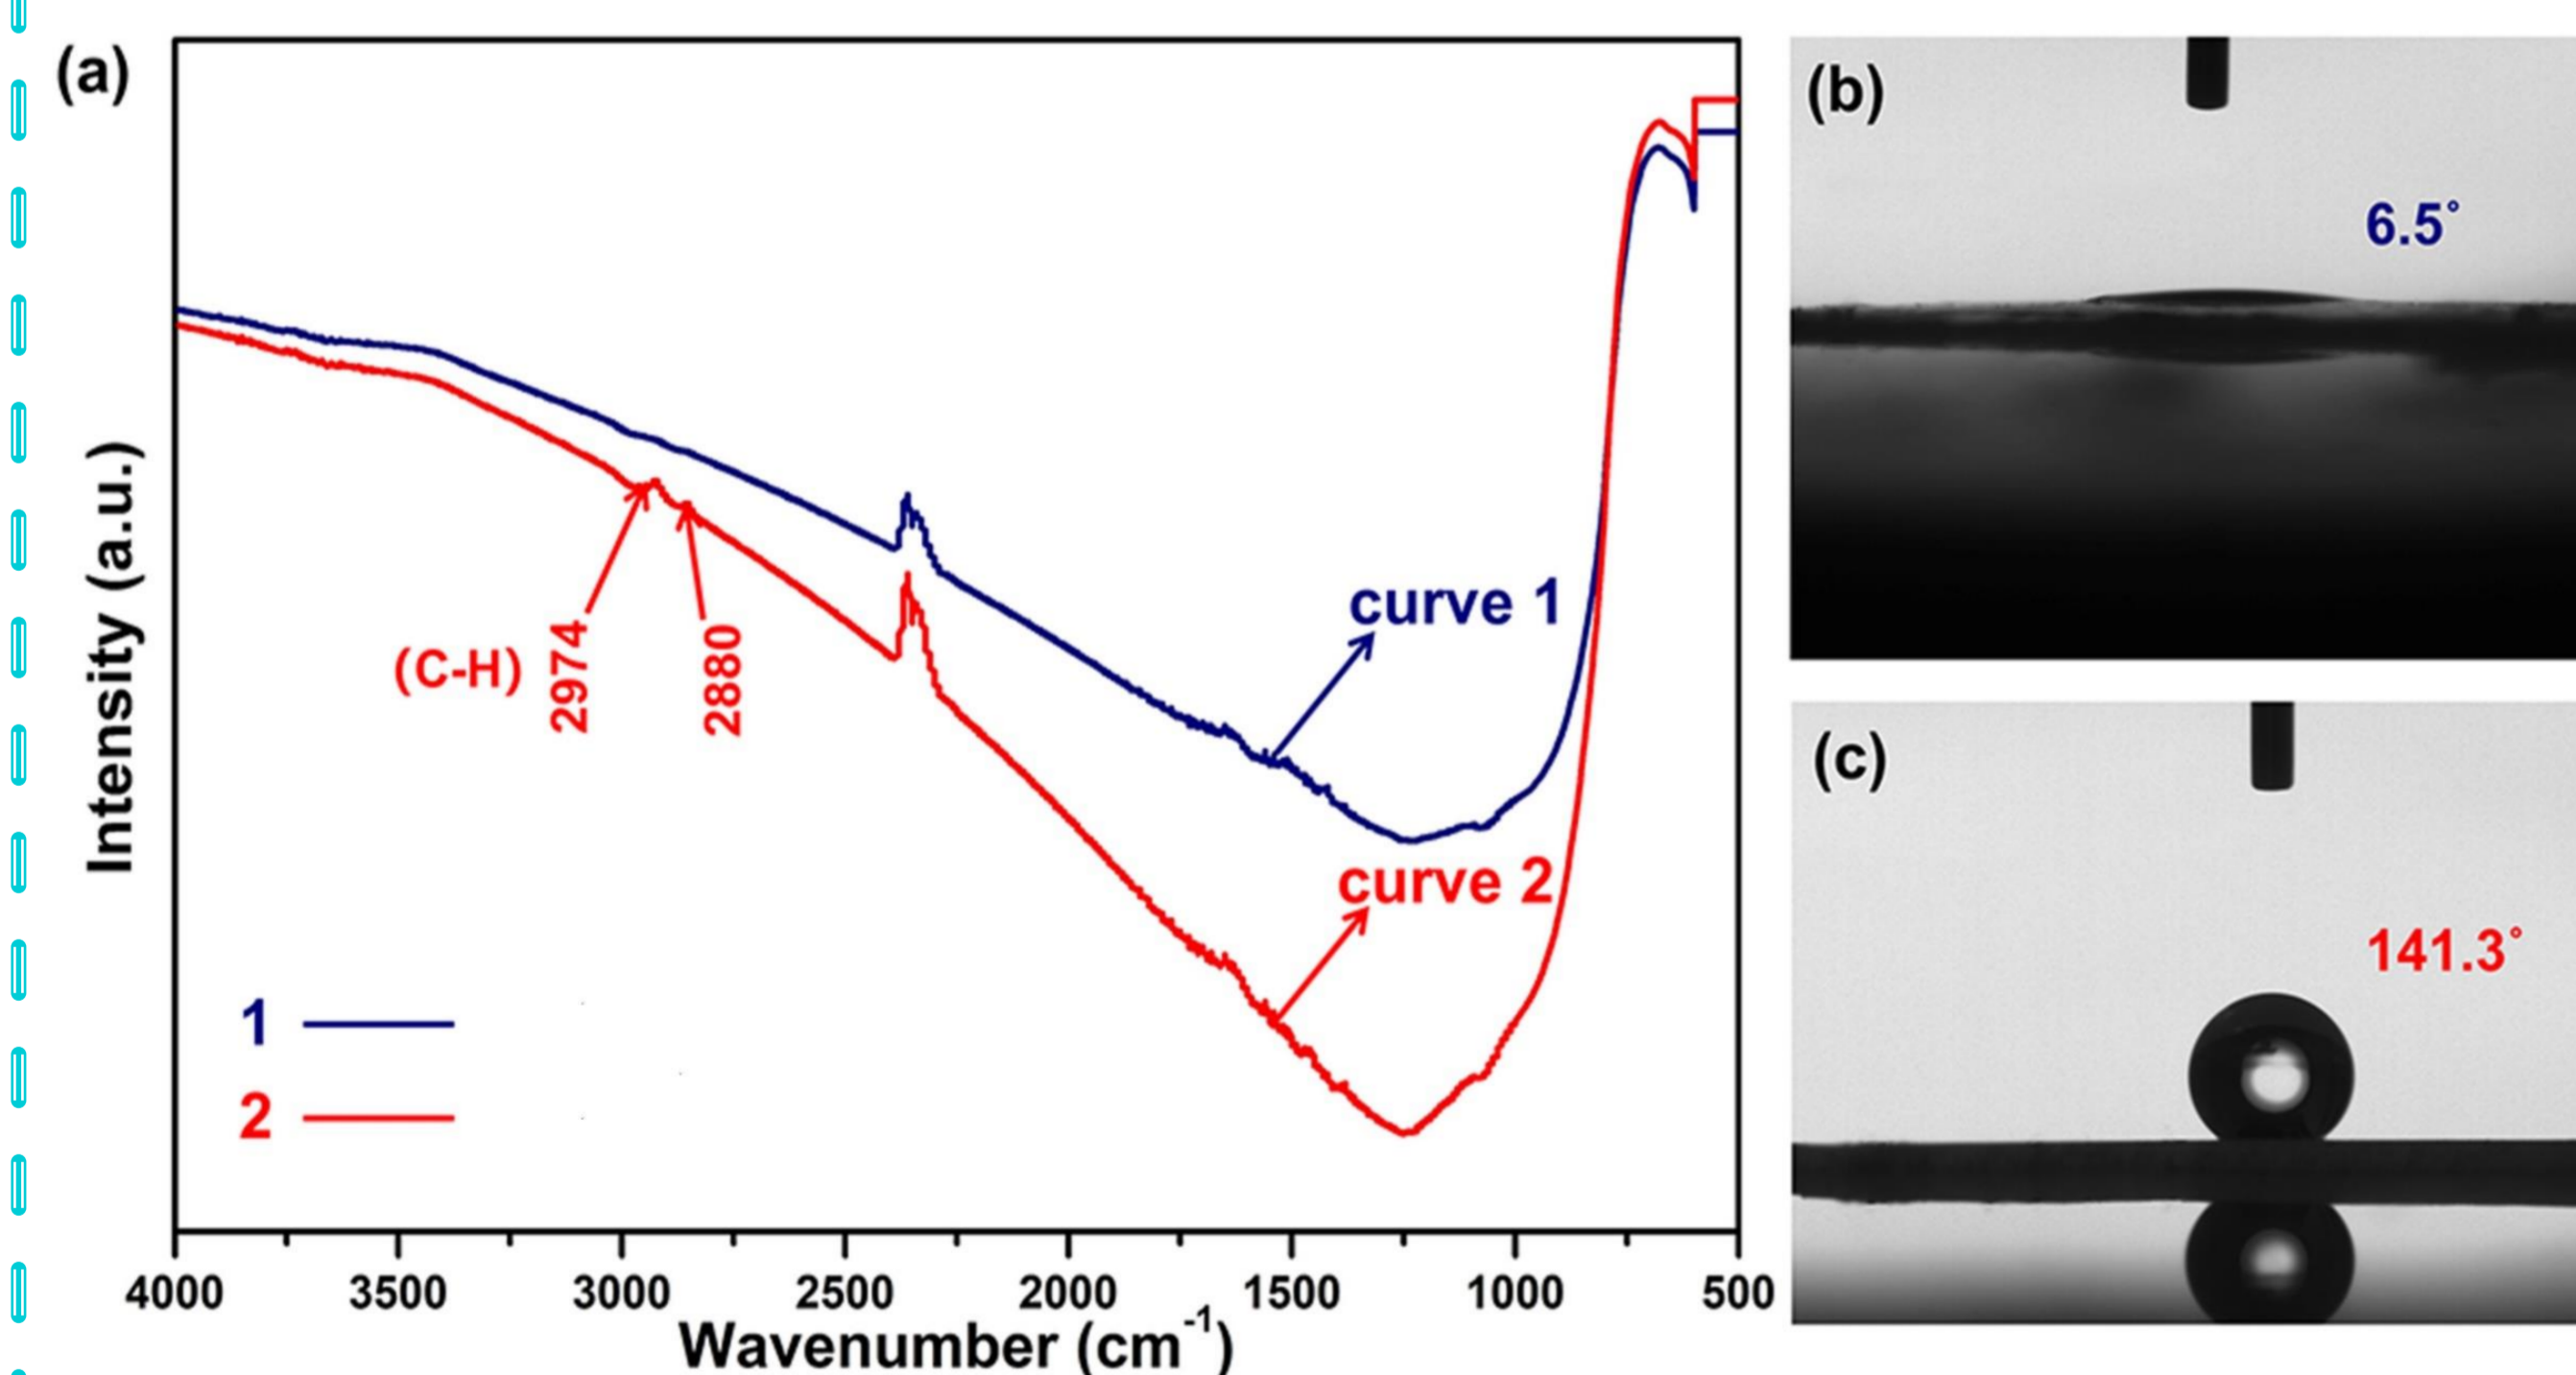 (a)
Intensity (a.u.)
(C-H)
2974
2880
curve 1
curve 2
1
2
4000 3500 3000 2500 2000 1500 1000 500
Wavenumber (cm⁻¹)
(b)
6.5°
(c)
141.3°